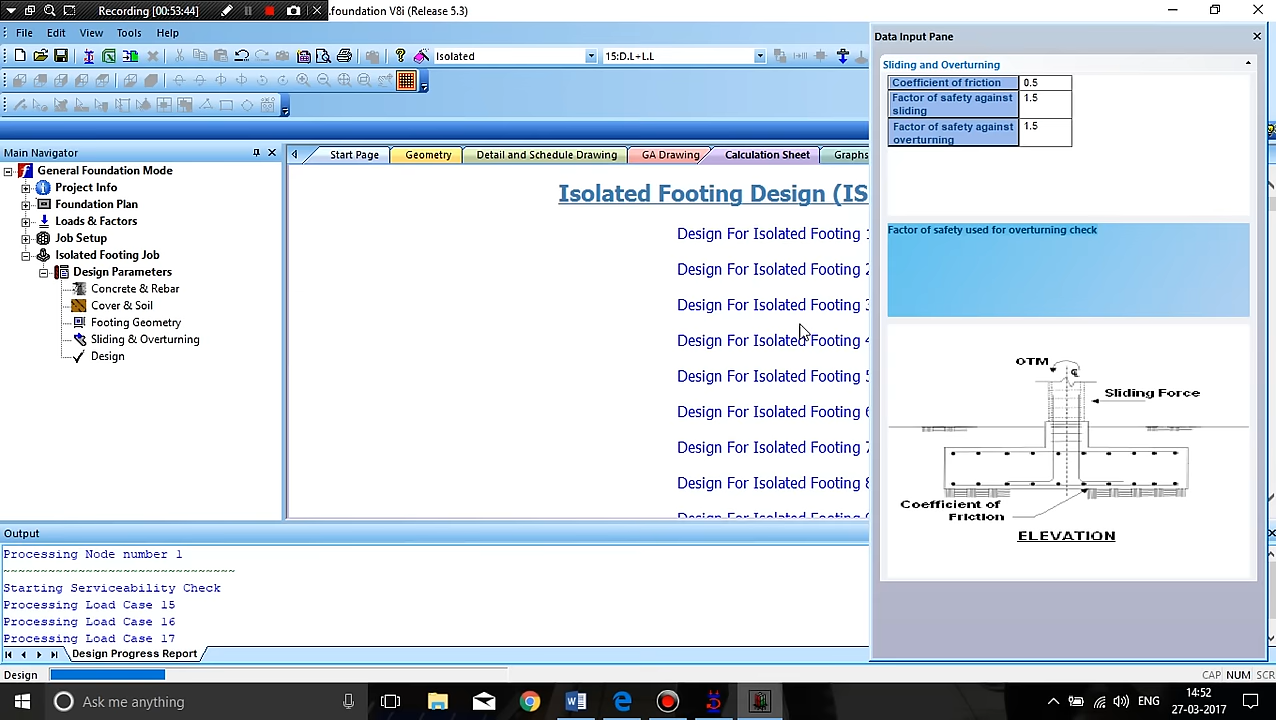 Recording [00:53:44]
.foundation V8i (Release 5.3)
File Edit View Tools Help
Isolated
15:D.L+L.L
Main Navigator
General Foundation Mode
Project Info
Foundation Plan
Loads & Factors
Job Setup
Isolated Footing Job
Design Parameters
Concrete & Rebar
Cover & Soil
Footing Geometry
Sliding & Overturning
Design
Start Page
Geometry
Detail and Schedule Drawing
GA Drawing
Calculation Sheet
Graphs
Isolated Footing Design (IS
Design For Isolated Footing 1
Design For Isolated Footing 2
Design For Isolated Footing 3
Design For Isolated Footing 4
Design For Isolated Footing 5
Design For Isolated Footing 6
Design For Isolated Footing 7
Design For Isolated Footing 8
Data Input Pane
Sliding and Overturning
Coefficient of friction 0.5
Factor of safety against 1.5
sliding
Factor of safety against 1.5
overturning
Factor of safety used for overturning check
OTM
Sliding Force
Coefficient of
Friction
ELEVATION
Output
Processing Node number 1
~~~~~~~~~~~~~~~~~~~~~~~~~~~~~
Starting Serviceability Check
Processing Load Case 15
Processing Load Case 16
Processing Load Case 17
Design Progress Report
Design
CAP NUM SCR
Ask me anything
ENG
14:52
27-03-2017